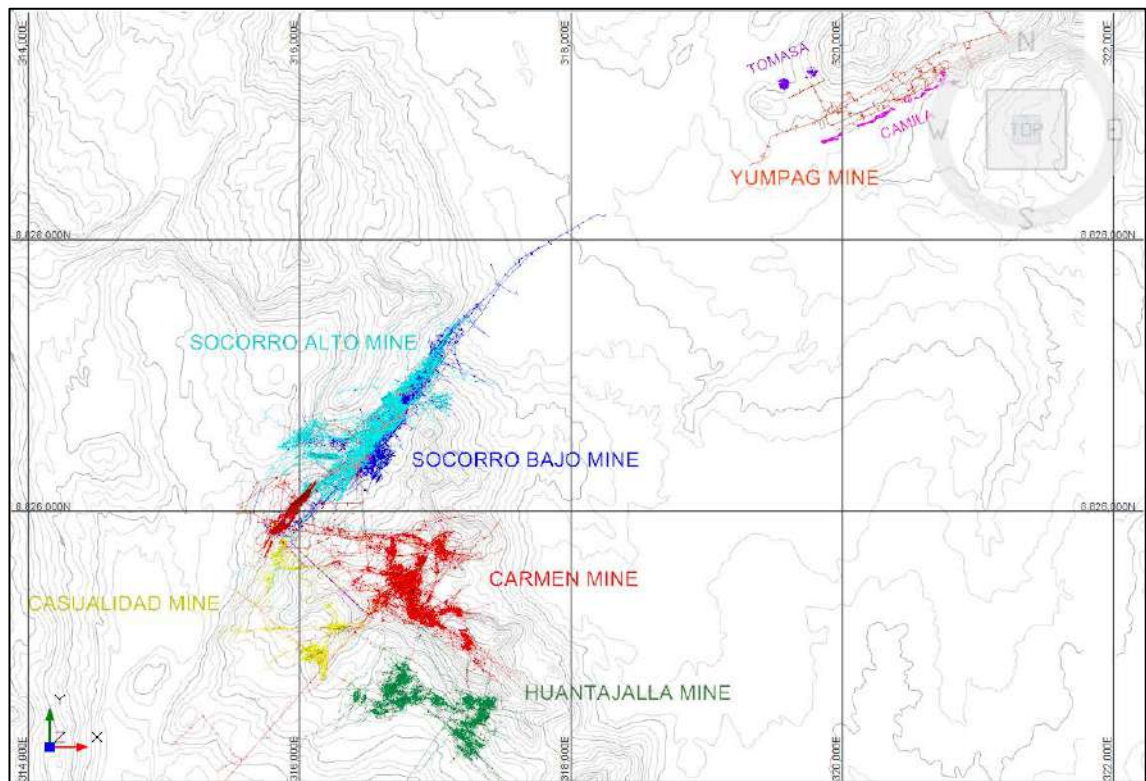 314,000E
316,000E
318,000E
320,000E
322,000E
N
TOMASA
TOP
W
E
CAMILA
YUMPAG MINE
S
8,828,000N
8,828,000N
SOCORRO ALTO MINE
SOCORRO BAJO MINE
8,826,000N
8,826,000N
CARMEN MINE
CASUALIDAD MINE
HUANTAJALLA MINE
Y
Z
X
314,000E
316,000E
318,000E
320,000E
322,000E